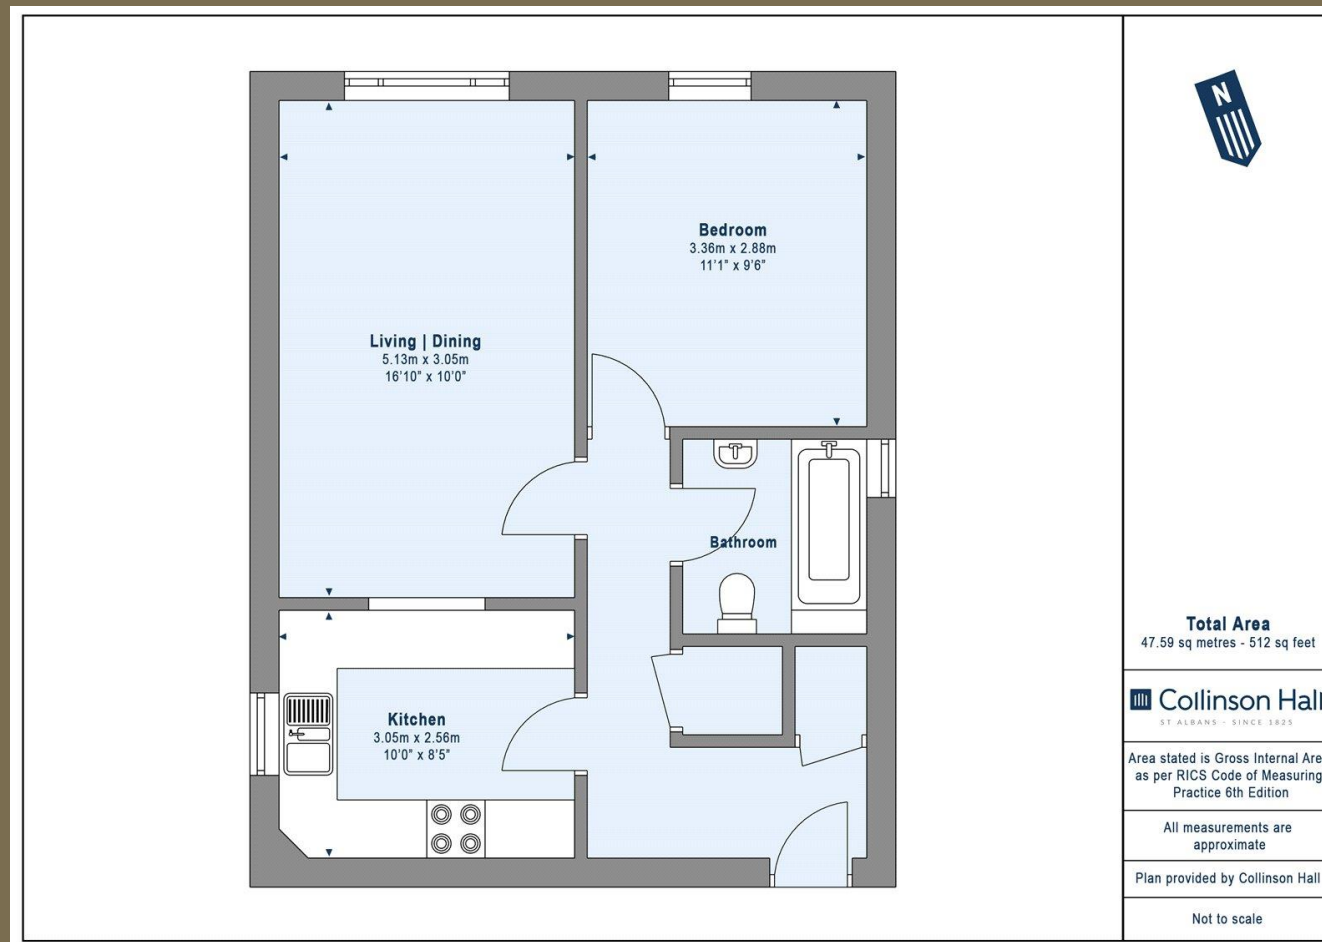 N
Bedroom
3.36m x 2.88m
11'1" x 9'6"
Living | Dining
5.13m x 3.05m
16'10" x 10'0"
Bathroom
Kitchen
3.05m x 2.56m
10'0" x 8'5"
Total Area
47.59 sq metres - 512 sq feet
Collinson Hall
ST ALBANS - SINCE 1825
Area stated is Gross Internal Are
as per RICS Code of Measuring
Practice 6th Edition
All measurements are
approximate
Plan provided by Collinson Hall
Not to scale